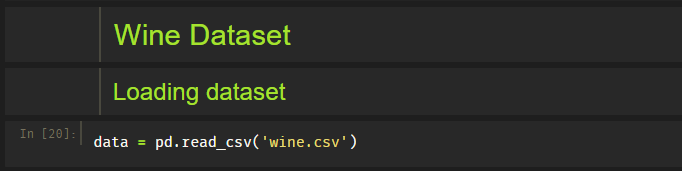 Wine Dataset
Loading dataset
In [20]: data = pd.read_csv('wine.csv')